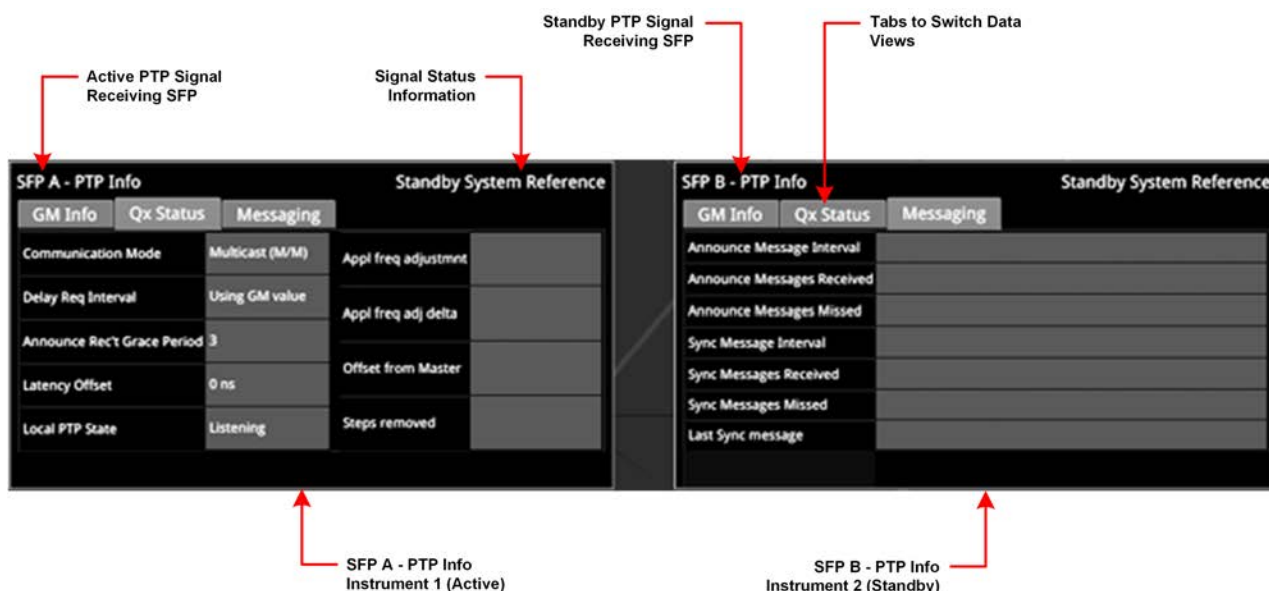 Standby PTP Signal
Receiving SFP
Tabs to Switch Data
Views
Active PTP Signal
Receiving SFP
Signal Status
Information
SFP A - PTP Info
Standby System Reference
GM Info
Qx Status
Messaging
Communication Mode
Multicast (M/M)
Delay Req Interval
Using GM value
Announce Rec't Grace Period
3
Latency Offset
0 ns
Local PTP State
Listening
Appl freq adjustmnt
Appl freq adj delta
Offset from Master
Steps removed
SFP B - PTP Info
Standby System Reference
GM Info
Qx Status
Messaging
Announce Message Interval
Announce Messages Received
Announce Messages Missed
Sync Message Interval
Sync Messages Received
Sync Messages Missed
Last Sync message
SFP A - PTP Info
Instrument 1 (Active)
SFP B - PTP Info
Instrument 2 (Standby)